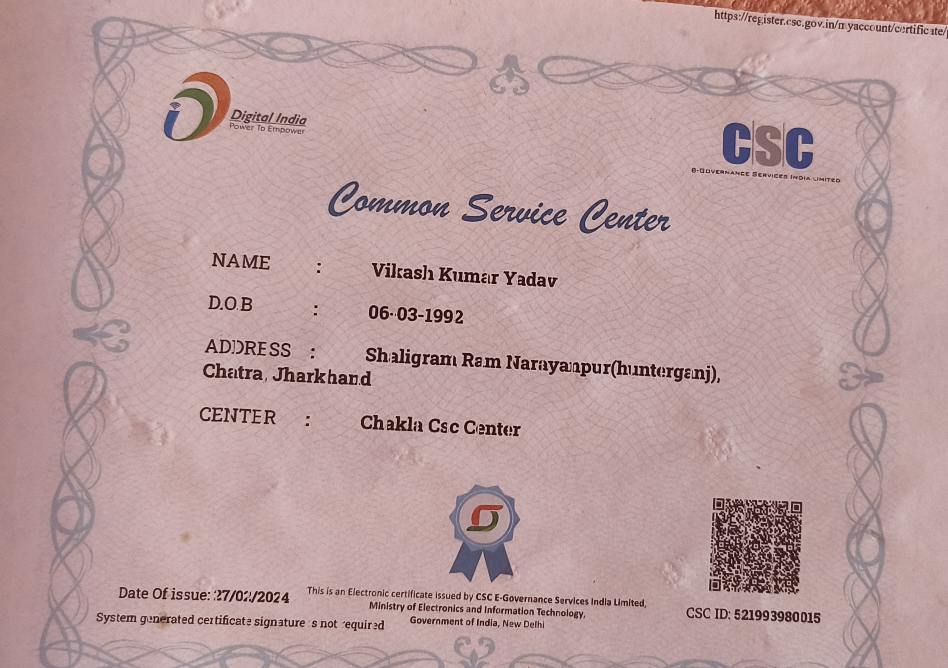 https://register.csc.gov.in/myaccount/certificate/
Digital India
Power To Empower
CSC
e-Governance Services India Limited
Common Service Center
NAME : Vikash Kumar Yadav
D.O.B : 06-03-1992
ADDRESS : Shaligram Ram Narayanpur(hunterganj),
Chatra, Jharkhand
CENTER : Chakla Csc Center
Date Of issue: 27/02/2024
System generated certificate signature is not required
This is an Electronic certificate issued by CSC E-Governance Services India Limited,
Ministry of Electronics and Information Technology,
Government of India, New Delhi
CSC ID: 521993980015